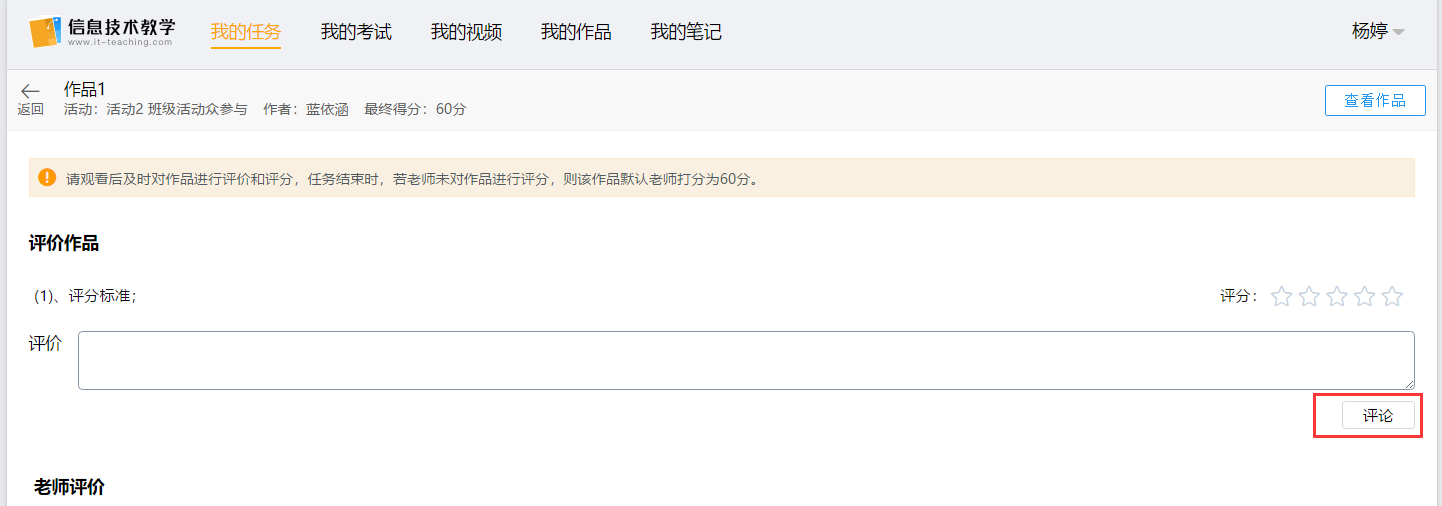 信息技术教学 我的任务 我的考试 我的视频 我的作品 我的笔记 杨婷
www.it-teaching.com
作品1
返回 活动：活动2 班级活动众参与 作者：蓝依涵 最终得分：60分 查看作品
请观看后及时对作品进行评价和评分，任务结束时，若老师未对作品进行评分，则该作品默认老师打分为60分。
评价作品
(1)、评分标准; 评分：
评价
评论
老师评价